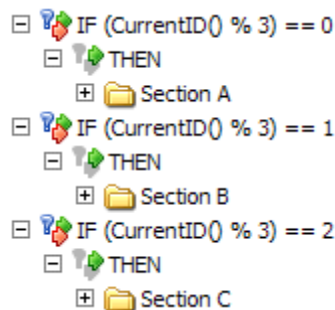 IF (CurrentID() % 3) == 0
THEN
Section A
IF (CurrentID() % 3) == 1
THEN
Section B
IF (CurrentID() % 3) == 2
THEN
Section C